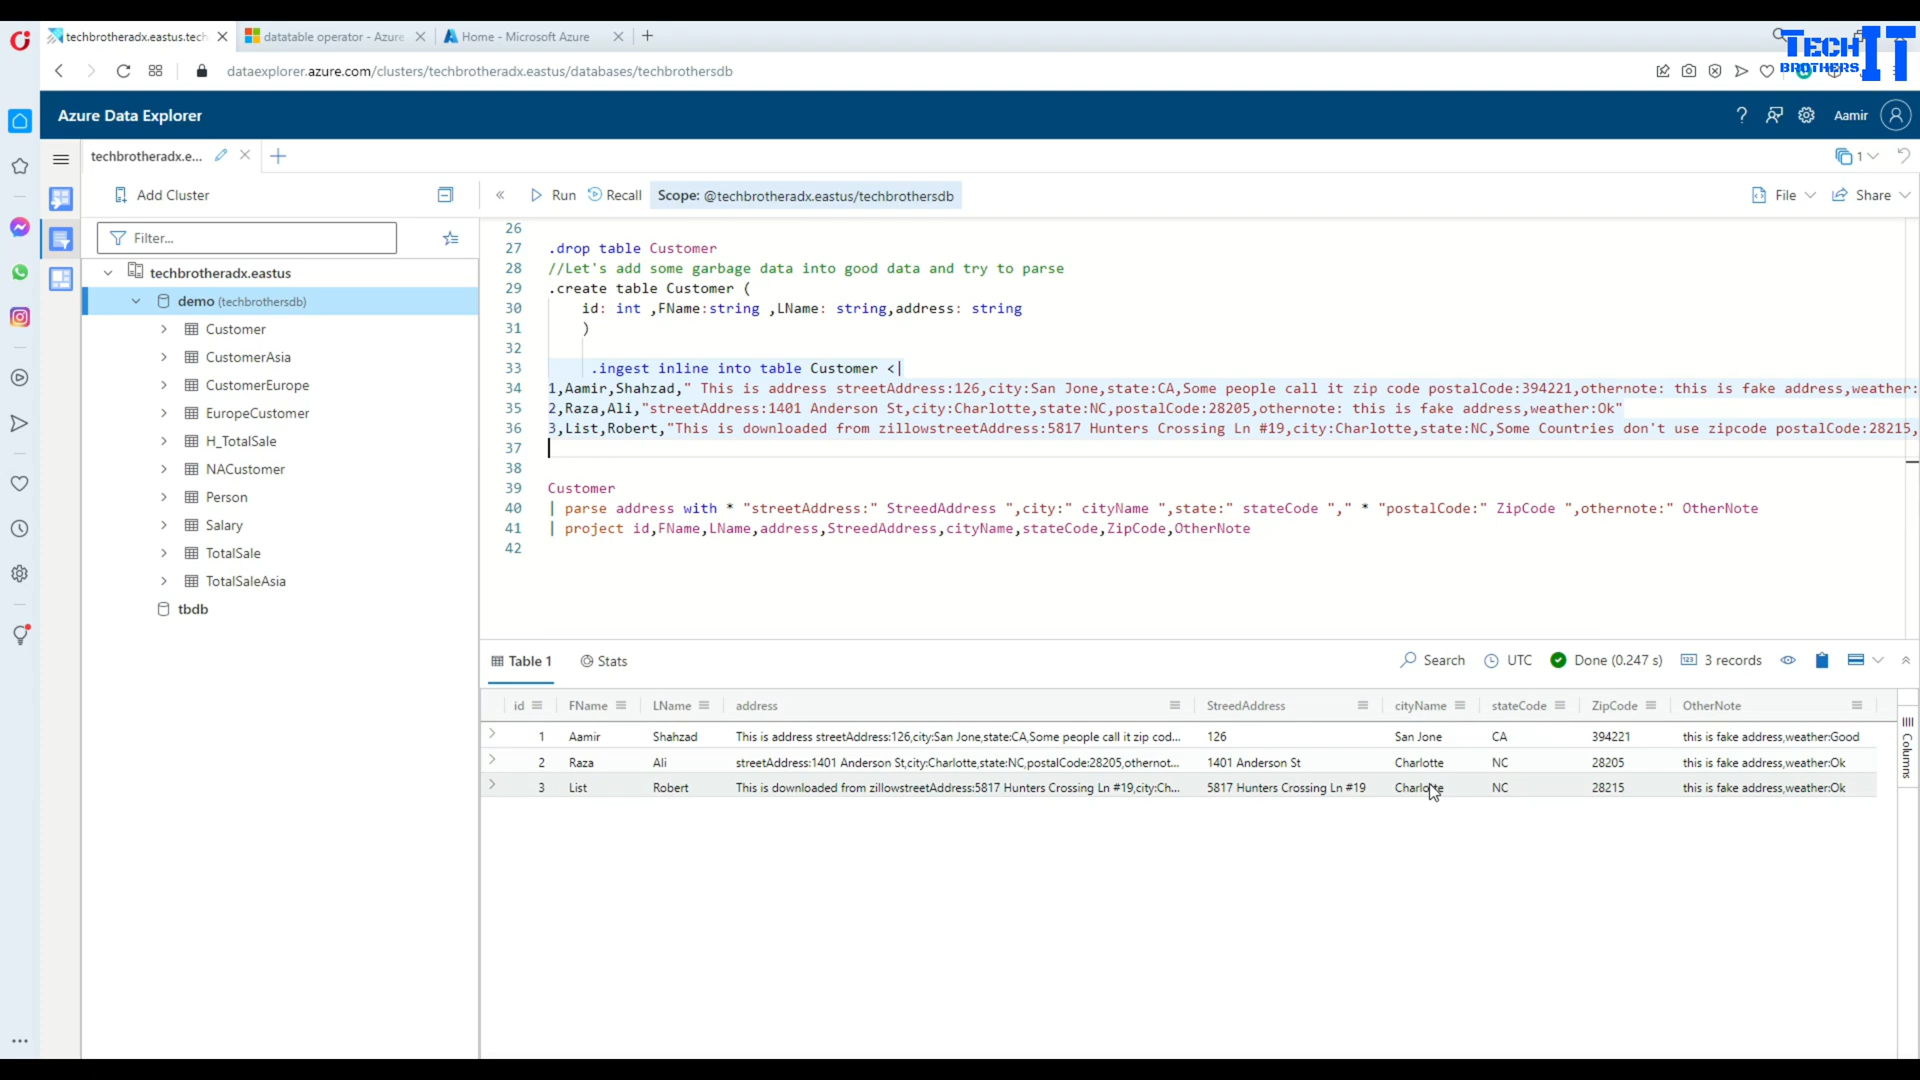 techbrotheradx.eastus.tech
datatable operator - Azure
Home - Microsoft Azure
TECH IT
BROTHERS
dataexplorer.azure.com/clusters/techbrotheradx.eastus/databases/techbrothersdb
Azure Data Explorer
Aamir
techbrotheradx.e...
1
Add Cluster
Run
Recall
Scope: @techbrotheradx.eastus/techbrothersdb
File
Share
Filter...
techbrotheradx.eastus
demo (techbrothersdb)
Customer
CustomerAsia
CustomerEurope
EuropeCustomer
H_TotalSale
NACustomer
Person
Salary
TotalSale
TotalSaleAsia
tbdb
26
27 .drop table Customer
28 //Let's add some garbage data into good data and try to parse
29 .create table Customer (
30 id: int ,FName:string ,LName: string,address: string
31 )
32
33 .ingest inline into table Customer <|
34 1,Aamir,Shahzad," This is address streetAddress:126,city:San Jone,state:CA,Some people call it zip code postalCode:394221,othernote: this is fake address,weather:
35 2,Raza,Ali,"streetAddress:1401 Anderson St,city:Charlotte,state:NC,postalCode:28205,othernote: this is fake address,weather:Ok"
36 3,List,Robert,"This is downloaded from zillowstreetAddress:5817 Hunters Crossing Ln #19,city:Charlotte,state:NC,Some Countries don't use zipcode postalCode:28215,
37
38
39 Customer
40 | parse address with * "streetAddress:" StreedAddress ",city:" cityName ",state:" stateCode "," * "postalCode:" ZipCode ",othernote:" OtherNote
41 | project id,FName,LName,address,StreedAddress,cityName,stateCode,ZipCode,OtherNote
42
Table 1
Stats
Search
UTC
Done (0.247 s)
3 records
id FName LName address StreedAddress cityName stateCode ZipCode OtherNote
1 Aamir Shahzad This is address streetAddress:126,city:San Jone,state:CA,Some people call it zip cod... 126 San Jone CA 394221 this is fake address,weather:Good
2 Raza Ali streetAddress:1401 Anderson St,city:Charlotte,state:NC,postalCode:28205,othernot... 1401 Anderson St Charlotte NC 28205 this is fake address,weather:Ok
3 List Robert This is downloaded from zillowstreetAddress:5817 Hunters Crossing Ln #19,city:Ch... 5817 Hunters Crossing Ln #19 Charlotte NC 28215 this is fake address,weather:Ok
Columns